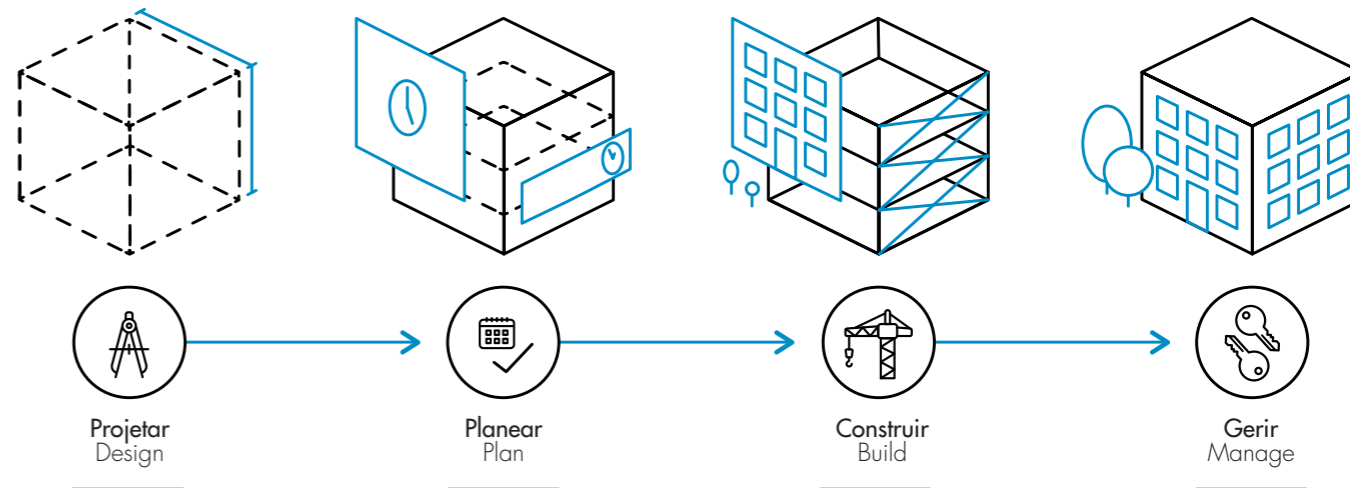 Projetar
Design
Planear
Plan
Construir
Build
Gerir
Manage